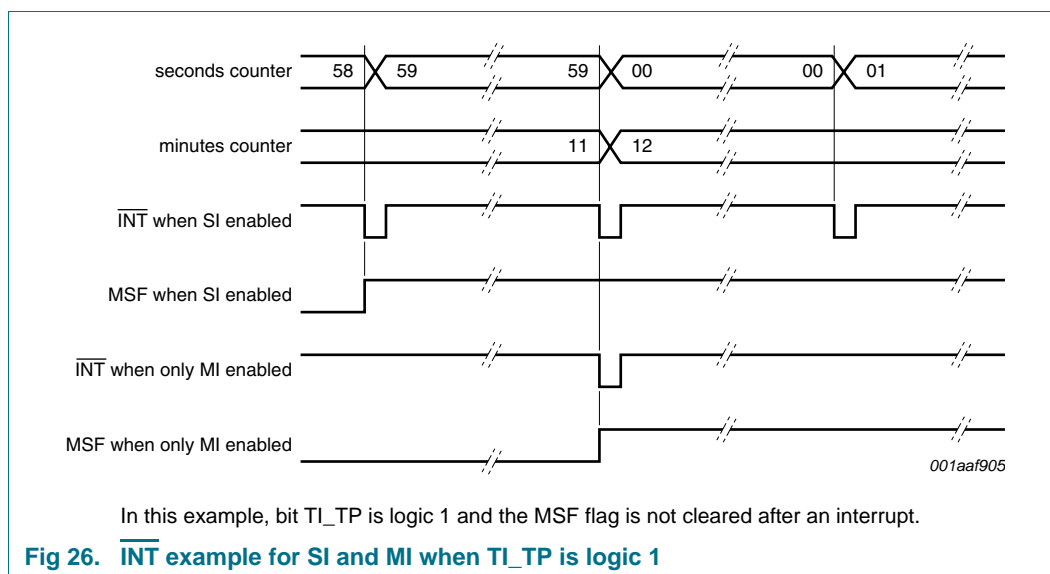 seconds counter 58 59 59 00 00 01
minutes counter 11 12
I̅N̅T̅ when SI enabled
MSF when SI enabled
I̅N̅T̅ when only MI enabled
MSF when only MI enabled
001aaf905
In this example, bit TI_TP is logic 1 and the MSF flag is not cleared after an interrupt.
Fig 26. I̅N̅T̅ example for SI and MI when TI_TP is logic 1